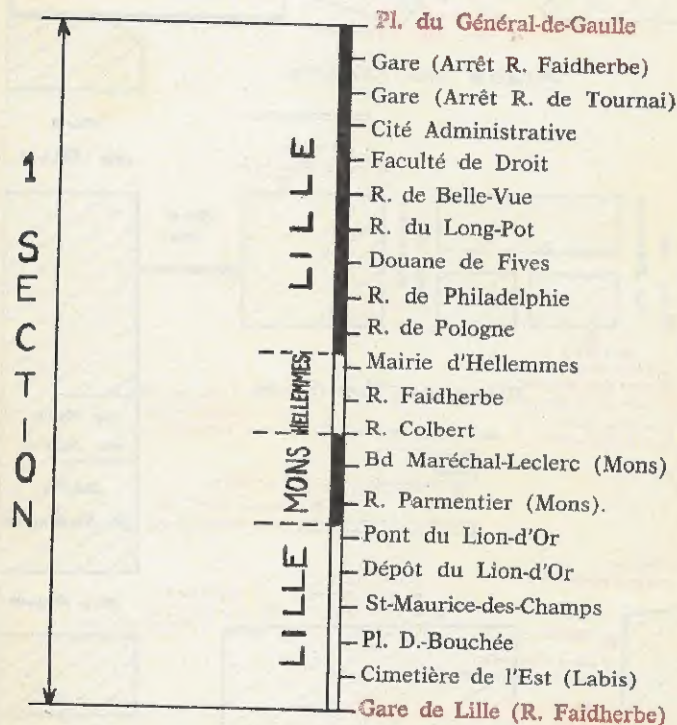 Pl. du Général-de-Gaulle
Gare (Arrêt R. Faidherbe)
Gare (Arrêt R. de Tournai)
Cité Administrative
Faculté de Droit
R. de Belle-Vue
R. du Long-Pot
Douane de Fives
R. de Philadelphie
R. de Pologne
Mairie d'Hellemmes
R. Faidherbe
R. Colbert
Bd Maréchal-Leclerc (Mons)
R. Parmentier (Mons).
Pont du Lion-d'Or
Dépôt du Lion-d'Or
St-Maurice-des-Champs
Pl. D.-Bouchée
Cimetière de l'Est (Labis)
Gare de Lille (R. Faidherbe)
1 SECTION
LILLE
HELLEMMES
MONS
LILLE